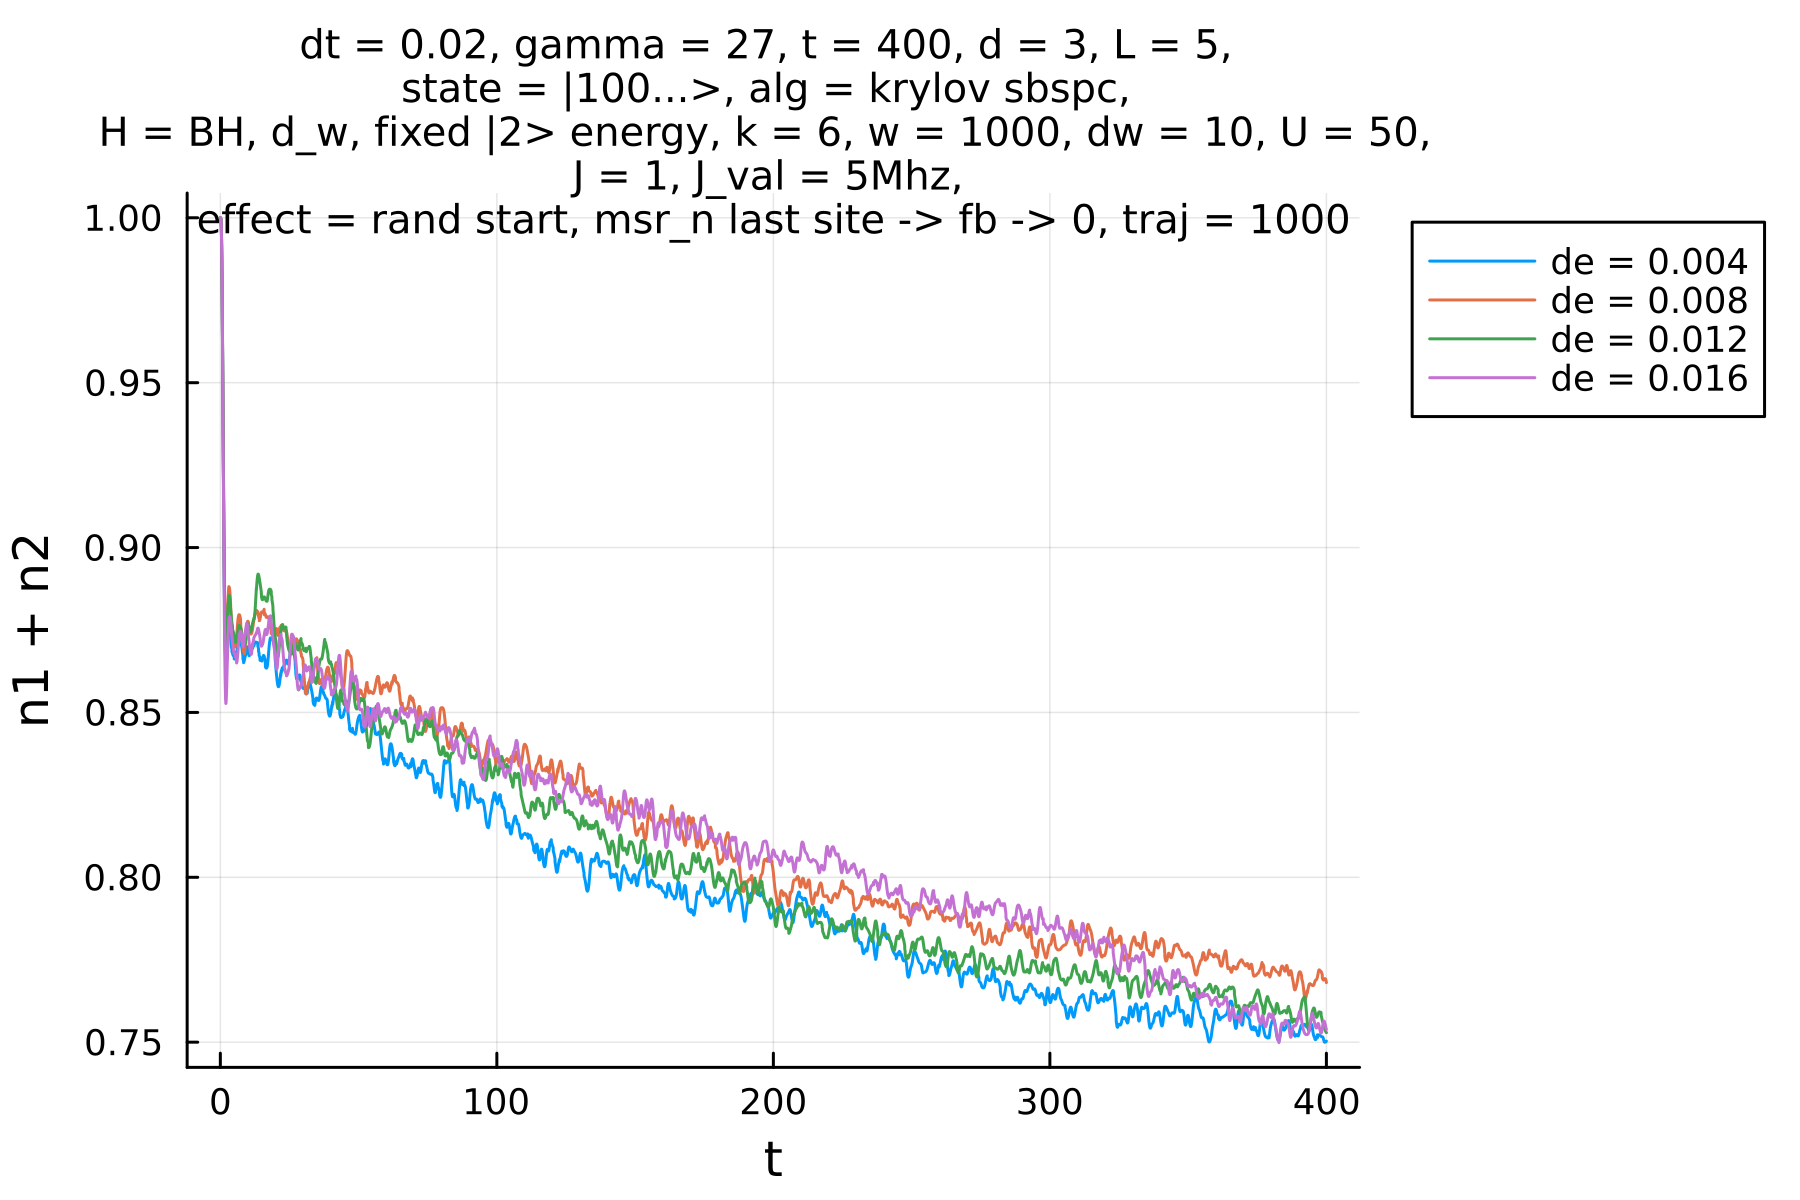 dt = 0.02, gamma = 27, t = 400, d = 3, L = 5,
state = |100...>, alg = krylov sbspc,
H = BH, d_w, fixed |2> energy, k = 6, w = 1000, dw = 10, U = 50,
J = 1, J_val = 5Mhz,
effect = rand start, msr_n last site -> fb -> 0, traj = 1000
1.00
0.95
0.90
0.85
0.80
0.75
n1 + n2
0 100 200 300 400
t
de = 0.004
de = 0.008
de = 0.012
de = 0.016